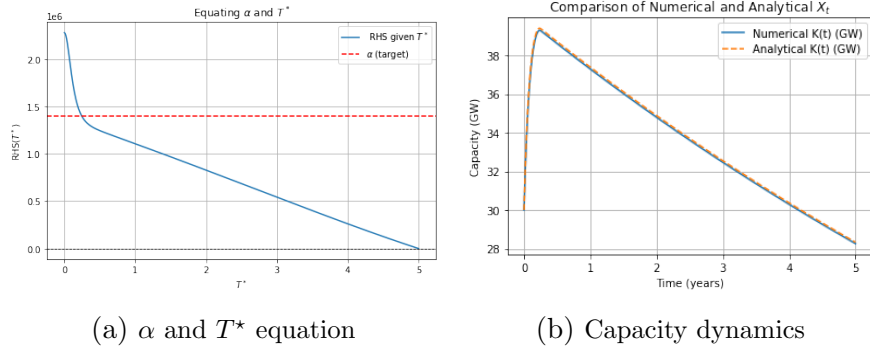 Equating α and T*
1e6
RHS given T*
α (target)
2.0
1.5
1.0
0.5
0.0
RHS(T*)
0 1 2 3 4 5
T*
(a) α and T⋆ equation
Comparison of Numerical and Analytical X_t
Numerical K(t) (GW)
Analytical K(t) (GW)
38
36
34
32
30
28
Capacity (GW)
0 1 2 3 4 5
Time (years)
(b) Capacity dynamics